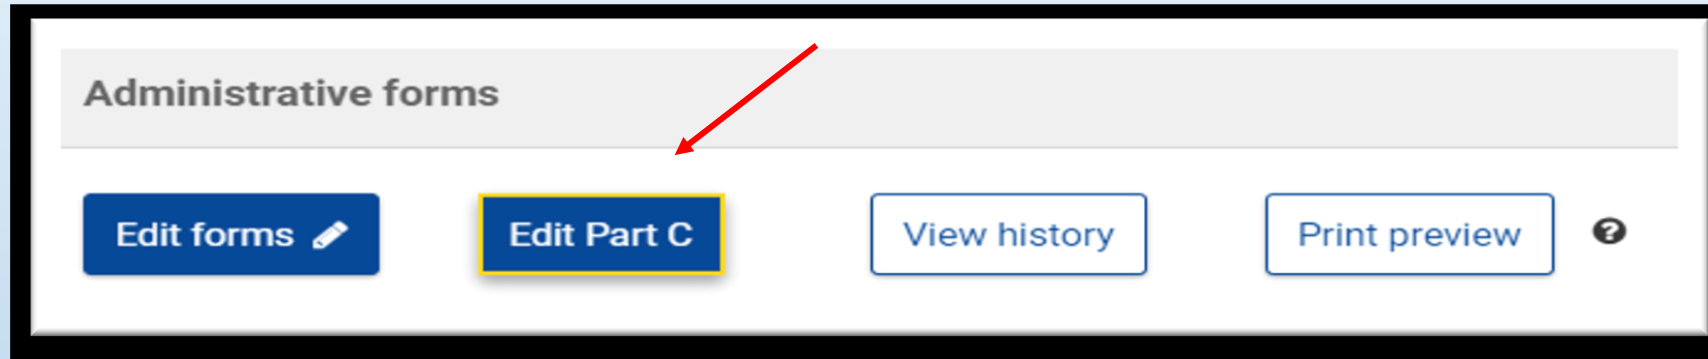 Administrative forms
Edit forms Edit Part C View history Print preview ?